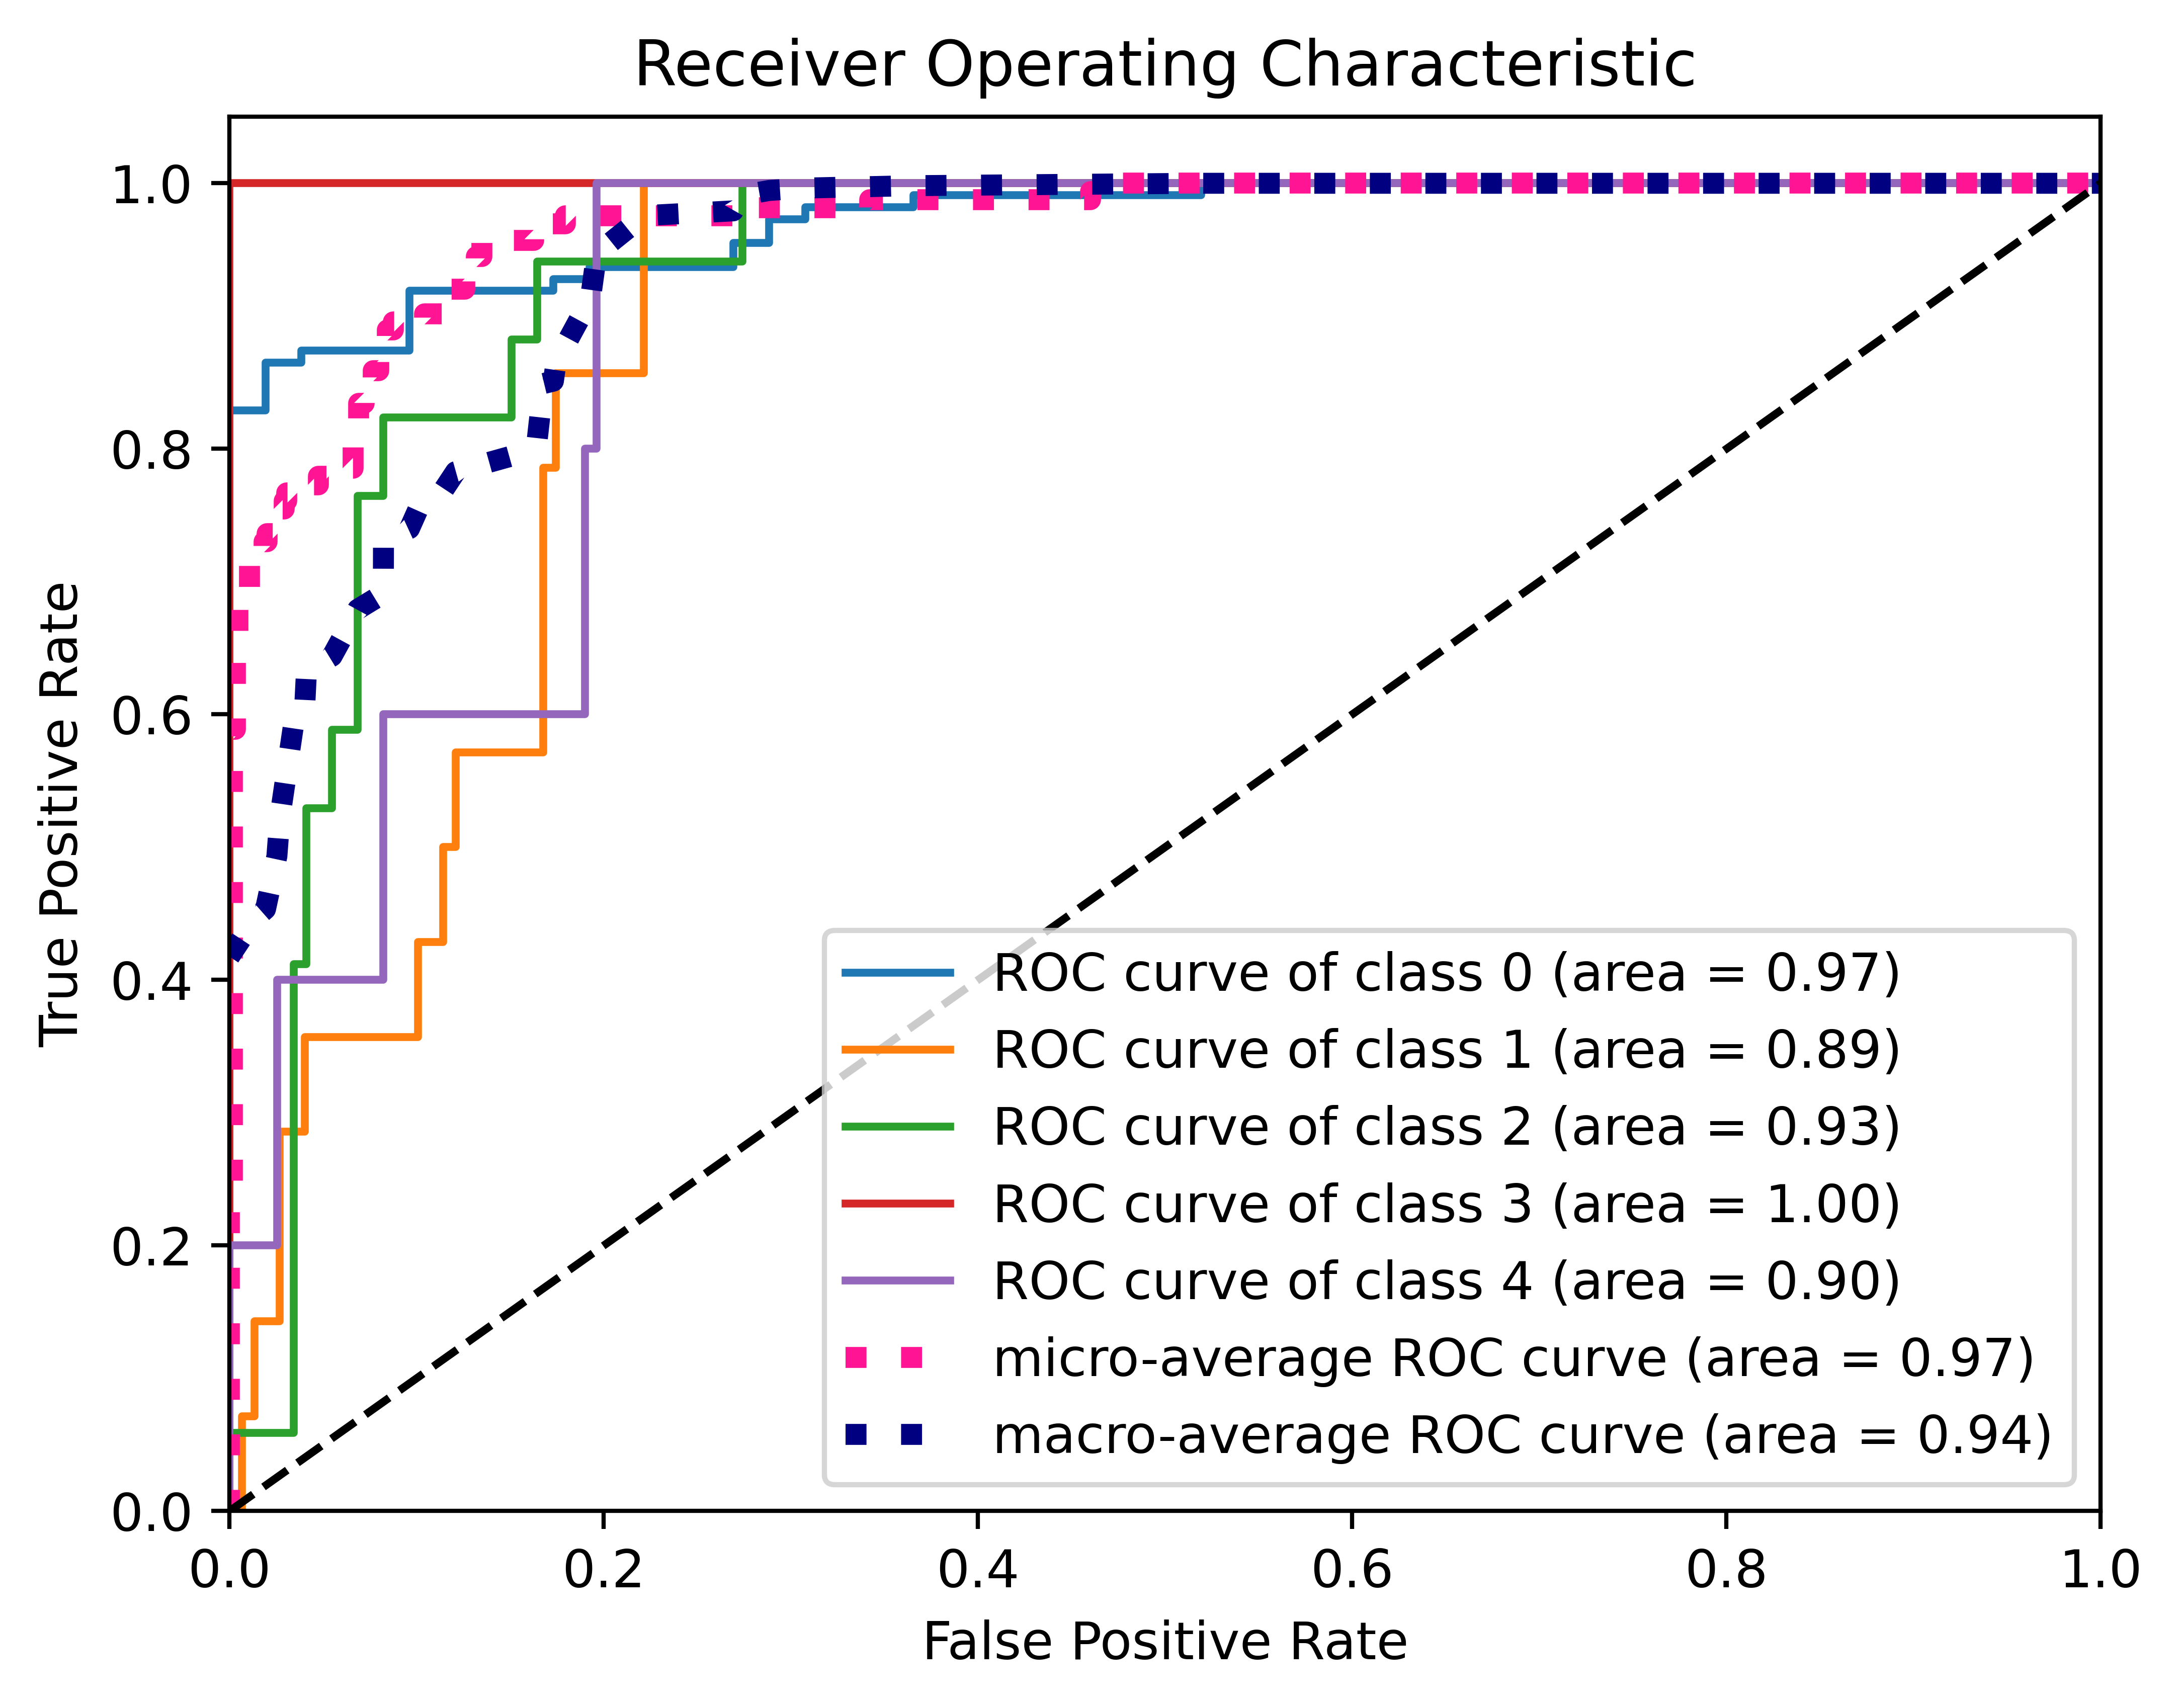 Receiver Operating Characteristic
1.0
0.8
0.6
0.4
0.2
0.0
True Positive Rate
ROC curve of class 0 (area = 0.97)
ROC curve of class 1 (area = 0.89)
ROC curve of class 2 (area = 0.93)
ROC curve of class 3 (area = 1.00)
ROC curve of class 4 (area = 0.90)
micro-average ROC curve (area = 0.97)
macro-average ROC curve (area = 0.94)
0.0 0.2 0.4 0.6 0.8 1.0
False Positive Rate